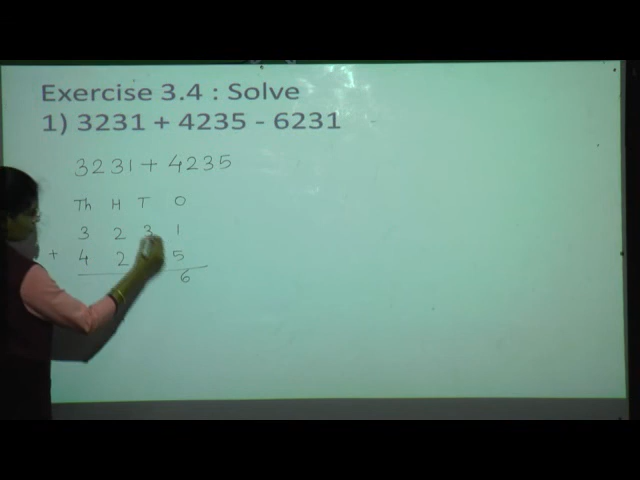 Exercise 3.4 : Solve
1) 3231 + 4235 - 6231
3231 + 4235
Th H T O
3 2 3 1
+ 4 2 5
6